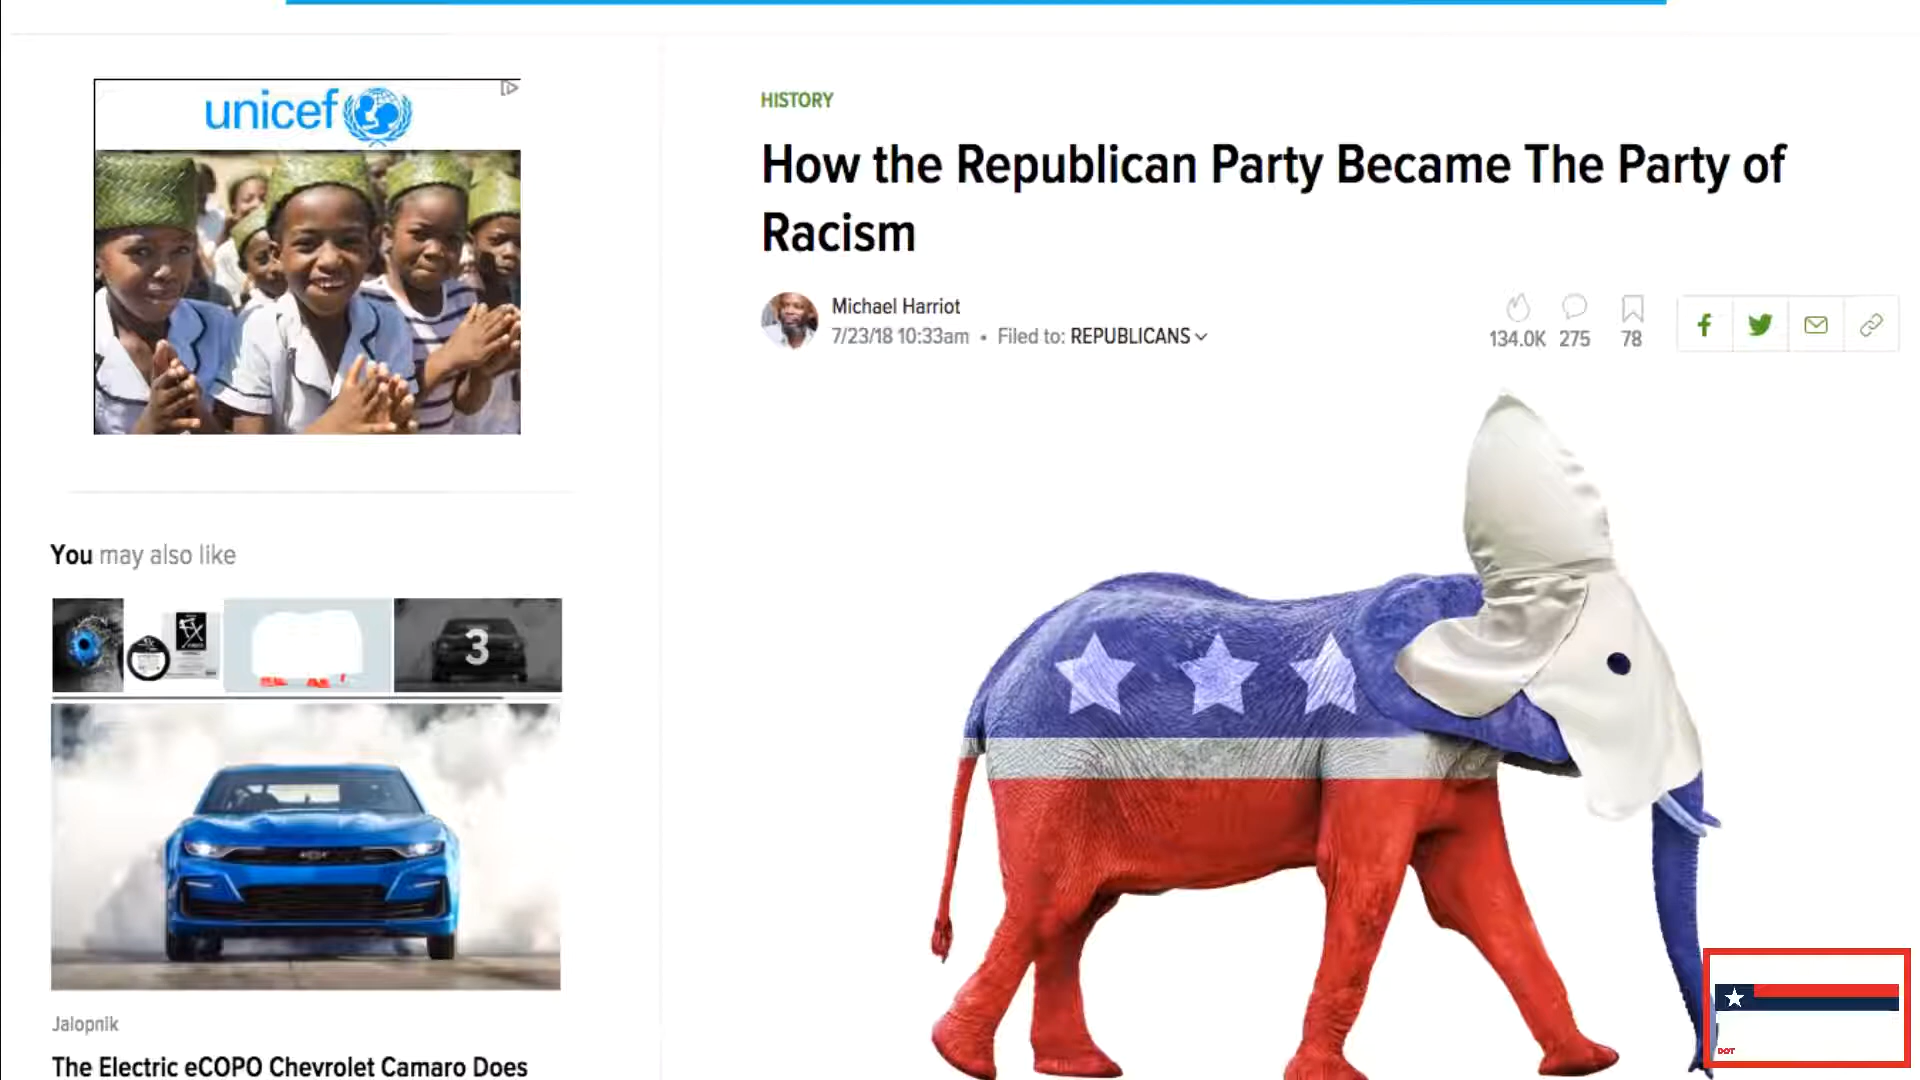 unicef
HISTORY
How the Republican Party Became The Party of
Racism
Michael Harriot
7/23/18 10:33am • Filed to: REPUBLICANS
134.0K 275 78
You may also like
3
Jalopnik
The Electric eCOPO Chevrolet Camaro Does
DOT